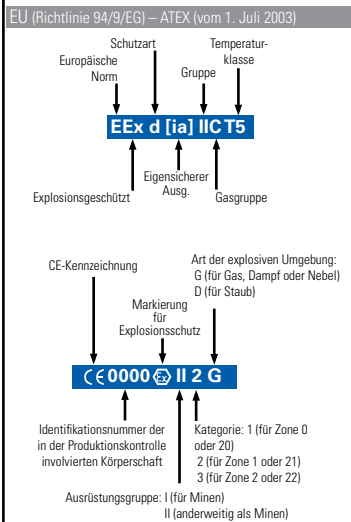 EU (Richtlinie 94/9/EG) – ATEX (vom 1. Juli 2003)
Schutzart
Temperatur-
klasse
Europäische
Norm
Gruppe
EEx d [ia] IIC T5
Eigensicherer
Ausg.
Explosionsgeschützt
Gasgruppe
Art der explosiven Umgebung:
G (für Gas, Dampf oder Nebel)
D (für Staub)
CE-Kennzeichnung
Markierung
für
Explosionsschutz
CE 0000 Ex II 2 G
Identifikationsnummer der
in der Produktionskontrolle
involvierten Körperschaft
Kategorie: 1 (für Zone 0
oder 20)
2 (für Zone 1 oder 21)
3 (für Zone 2 oder 22)
Ausrüstungsgruppe: I (für Minen)
II (anderweitig als Minen)